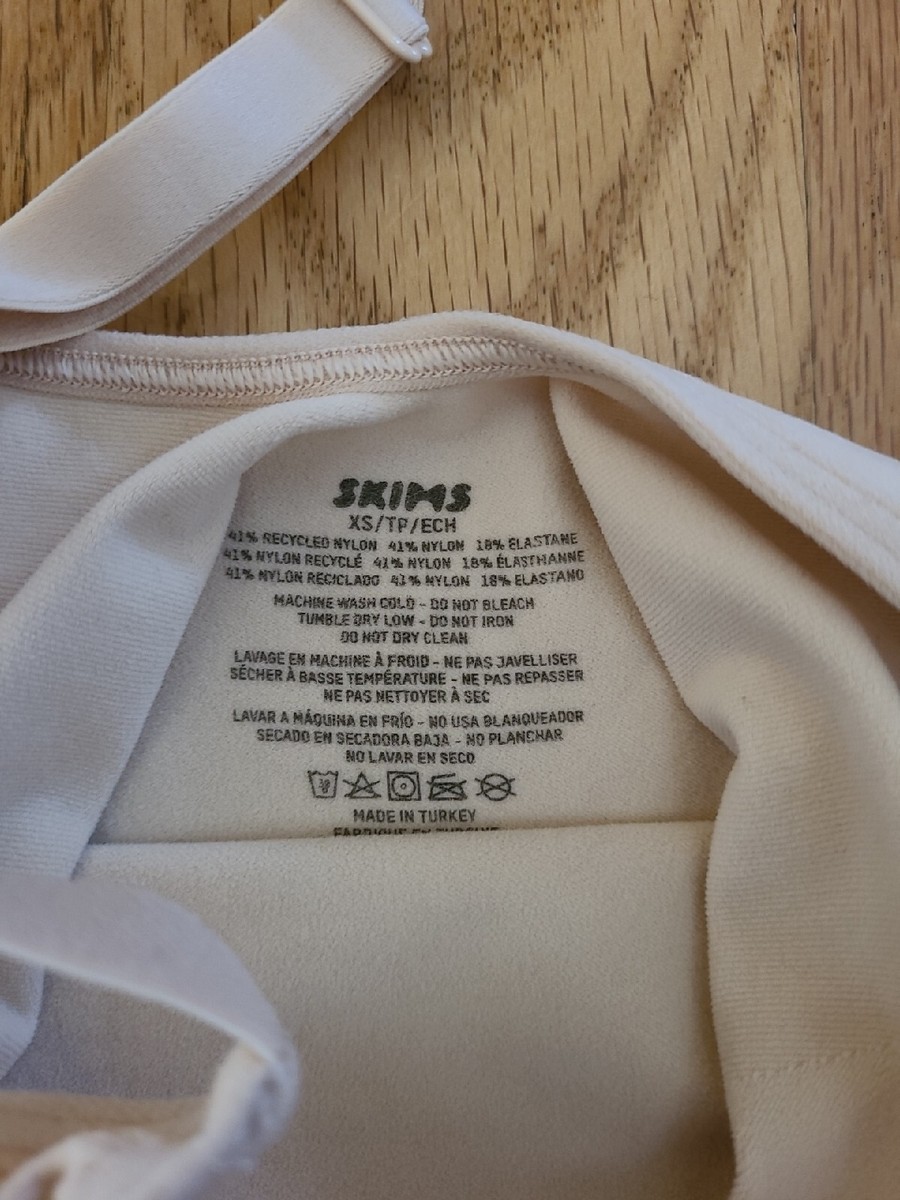 SKIMS
XS/TP/ECH
41% RECYCLED NYLON 41% NYLON 18% ELASTANE
41% NYLON RECYCLÉ 41% NYLON 18% ÉLASTHANNE
41% NYLON RECICLADO 41% NYLON 18% ELASTANO
MACHINE WASH COLD - DO NOT BLEACH
TUMBLE DRY LOW - DO NOT IRON
DO NOT DRY CLEAN
LAVAGE EN MACHINE À FROID - NE PAS JAVELLISER
SÉCHER À BASSE TEMPÉRATURE - NE PAS REPASSER
NE PAS NETTOYER À SEC
LAVAR A MÁQUINA EN FRÍO - NO USA BLANQUEADOR
SECADO EN SECADORA BAJA - NO PLANCHAR
NO LAVAR EN SECO
MADE IN TURKEY
FABRIQUÉ EN TURQUIE